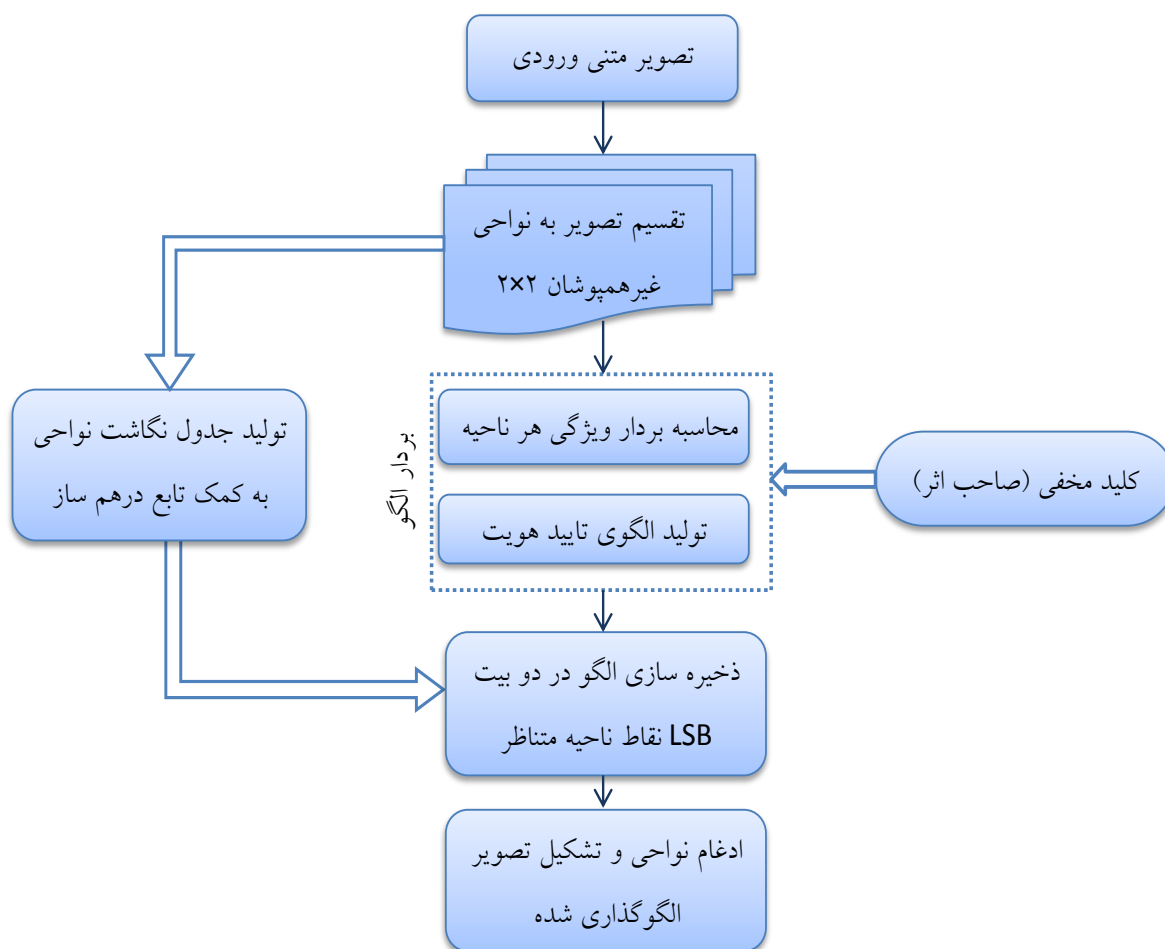 تصویر متنی ورودی
تقسیم تصویر به نواحی
غیرهمپوشان ۲×۲
تولید جدول نگاشت نواحی
به کمک تابع درهم ساز
بردار الگو
محاسبه بردار ویژگی هر ناحیه
تولید الگوی تایید هویت
کلید مخفی (صاحب اثر)
ذخیره سازی الگو در دو بیت
LSB نقاط ناحیه متناظر
ادغام نواحی و تشکیل تصویر
الگوگذاری شده